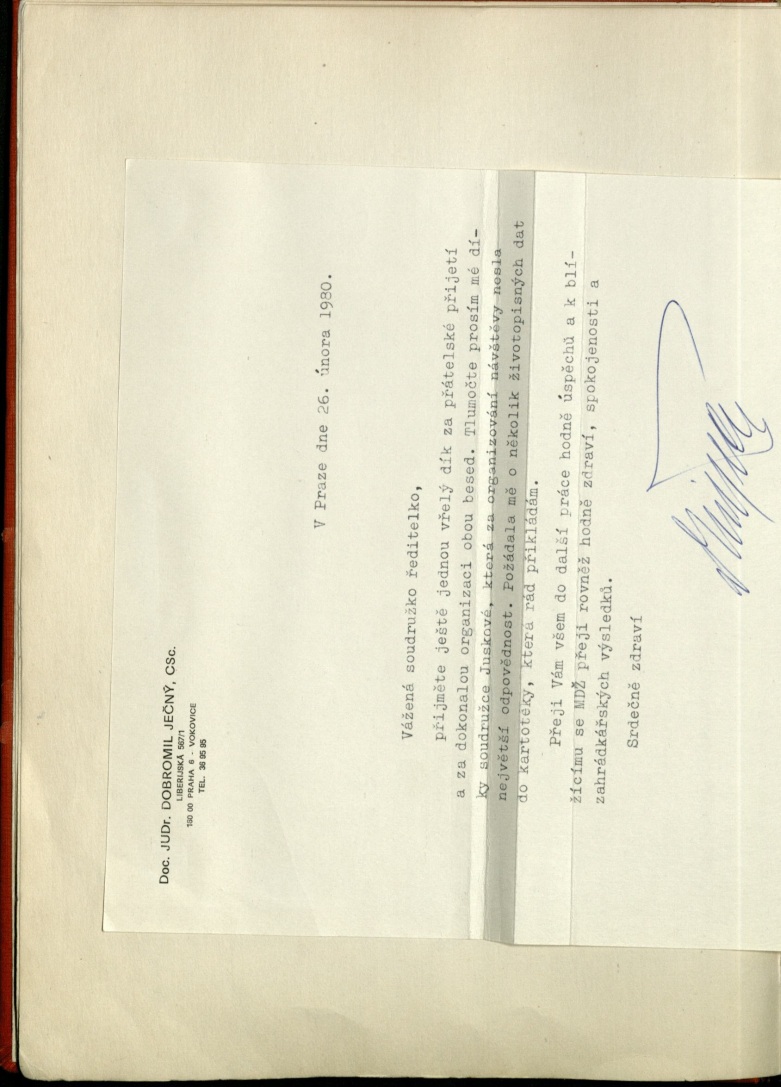 Doc. JUDr. DOBROMIL JEČNÝ, CSc.
LIBERIJSKÁ 567/1
160 00 PRAHA 6 - VOKOVICE
TEL. 36 95 95
V Praze dne 26. února 1980.
Vážená soudružko ředitelko,
přijměte ještě jednou vřelý dík za přátelské přijetí
a za dokonalou organizaci obou besed. Tlumočte prosím mé dí-
ky soudružce Juskové, která za organizování návštěvy nesla
největší odpovědnost. Požádala mě o několik životopisných dat
do kartotéky, která rád přikládám.
Přeji Vám všem do další práce hodně úspěchů a k blí-
žícímu se MDŽ přeji rovněž hodně zdraví, spokojenosti a
zahrádkářských výsledků.
Srdečně zdraví